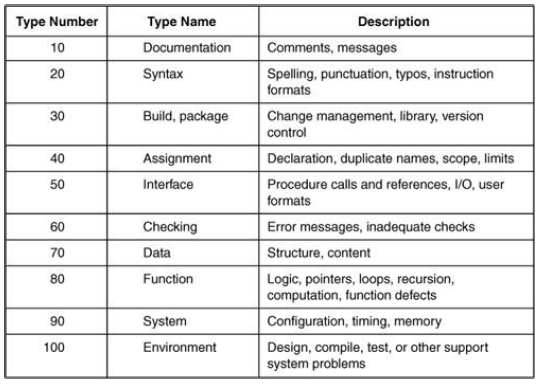 Type Number Type Name Description
10 Documentation Comments, messages
20 Syntax Spelling, punctuation, typos, instruction
formats
30 Build, package Change management, library, version
control
40 Assignment Declaration, duplicate names, scope, limits
50 Interface Procedure calls and references, I/O, user
formats
60 Checking Error messages, inadequate checks
70 Data Structure, content
80 Function Logic, pointers, loops, recursion,
computation, function defects
90 System Configuration, timing, memory
100 Environment Design, compile, test, or other support
system problems